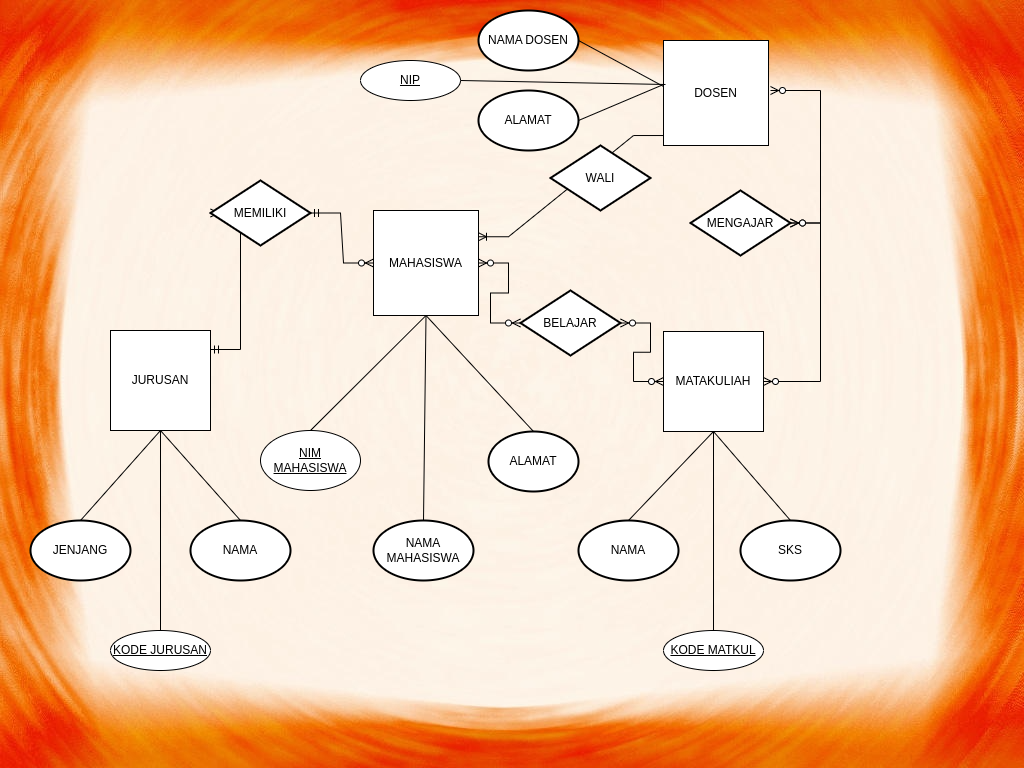 NAMA DOSEN
NIP
DOSEN
ALAMAT
WALI
MEMILIKI
MENGAJAR
MAHASISWA
BELAJAR
JURUSAN
MATAKULIAH
NIM
MAHASISWA
ALAMAT
JENJANG
NAMA
NAMA
MAHASISWA
NAMA
SKS
KODE JURUSAN
KODE MATKUL